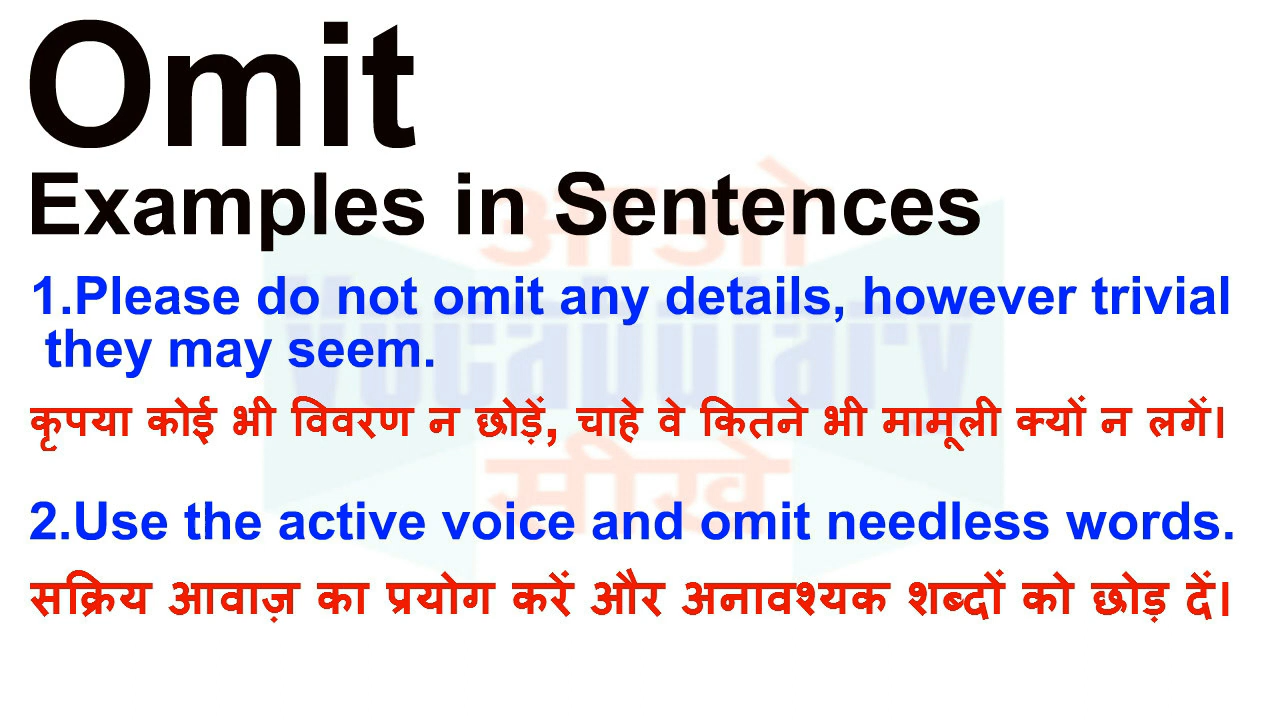 Omit
Examples in Sentences
1.Please do not omit any details, however trivial
they may seem.
कृपया कोई भी विवरण न छोड़ें, चाहे वे कितने भी मामूली क्यों न लगें।
2.Use the active voice and omit needless words.
सक्रिय आवाज़ का प्रयोग करें और अनावश्यक शब्दों को छोड़ दें।
आओ
Vocabulary
सीखे